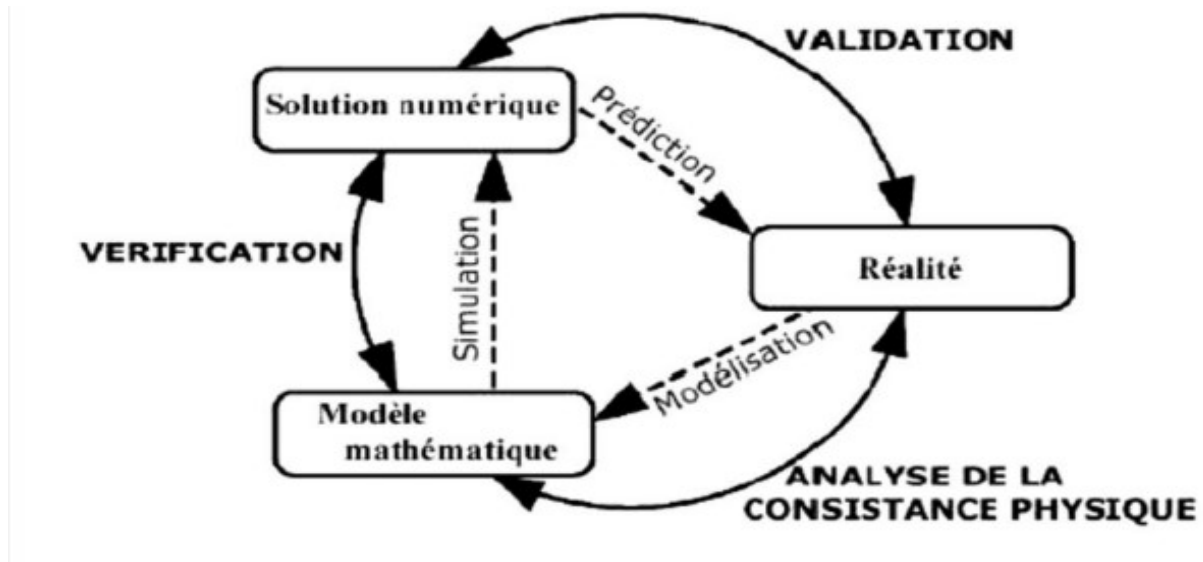 VALIDATION
Solution numérique
Prédiction
VERIFICATION
Simulation
Réalité
Modélisation
Modèle
mathématique
ANALYSE DE LA
CONSISTANCE PHYSIQUE